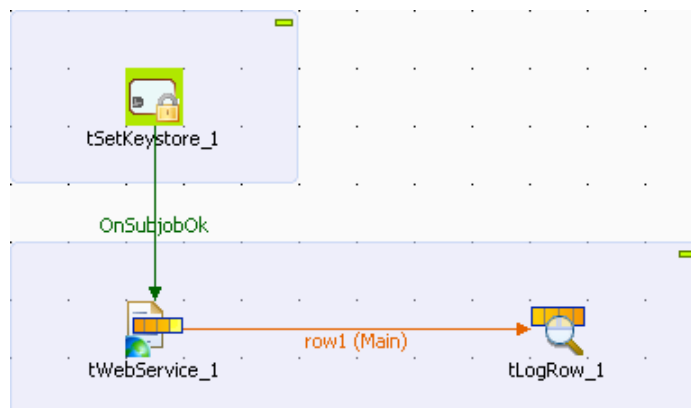 tSetKeystore_1
OnSubjobOk
row1 (Main)
tWebService_1
tLogRow_1